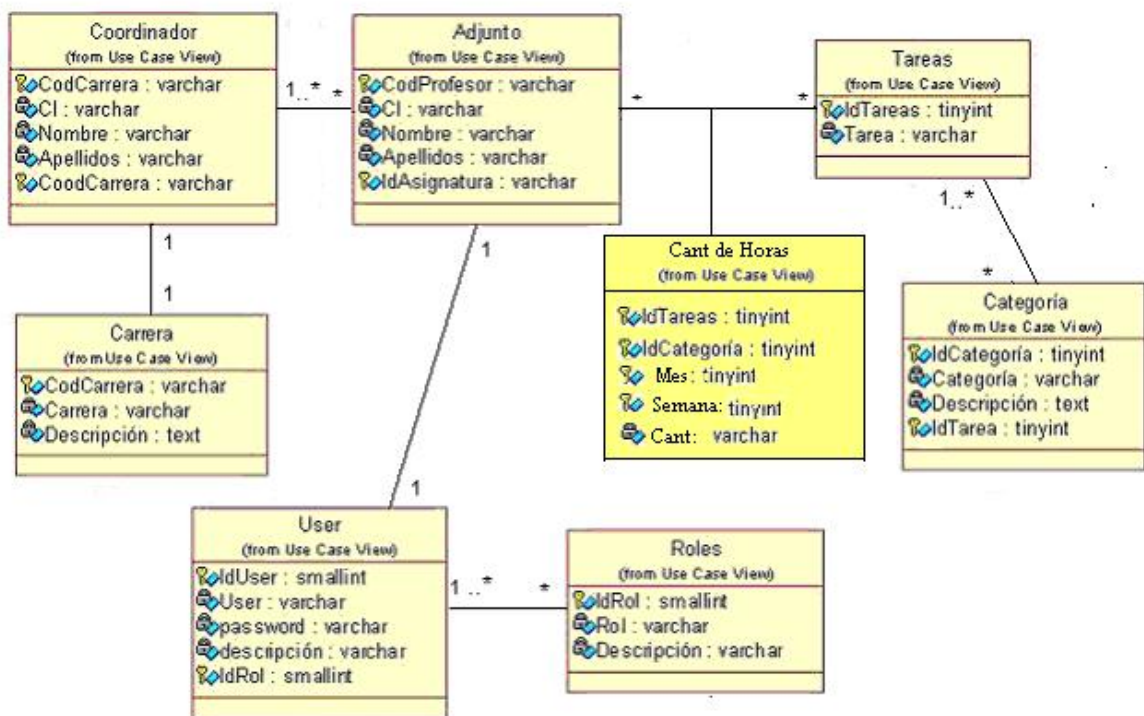 Coordinador
(from Use Case View)
CodCarrera : varchar
CI : varchar
Nombre : varchar
Apellidos : varchar
CoodCarrera : varchar
1..*
*
Adjunto
(from Use Case View)
CodProfesor : varchar
CI : varchar
Nombre : varchar
Apellidos : varchar
IdAsignatura : varchar
*
*
Tareas
(from Use Case View)
IdTareas : tinyint
Tarea : varchar
1
1
1..*
*
1
Carrera
(from Use Case View)
CodCarrera : varchar
Carrera : varchar
Descripción : text
Cant de Horas
(from Use Case View)
IdTareas : tinyint
IdCategoría : tinyint
Mes : tinyint
Semana: tinyint
Cant: varchar
Categoría
(from Use Case View)
IdCategoría : tinyint
Categoría : varchar
Descripción : text
IdTarea : tinyint
1
User
(from Use Case View)
IdUser : smallint
User : varchar
password : varchar
descripción : varchar
IdRol : smallint
1..*
*
Roles
(from Use Case View)
IdRol : smallint
Rol : varchar
Descripción : varchar